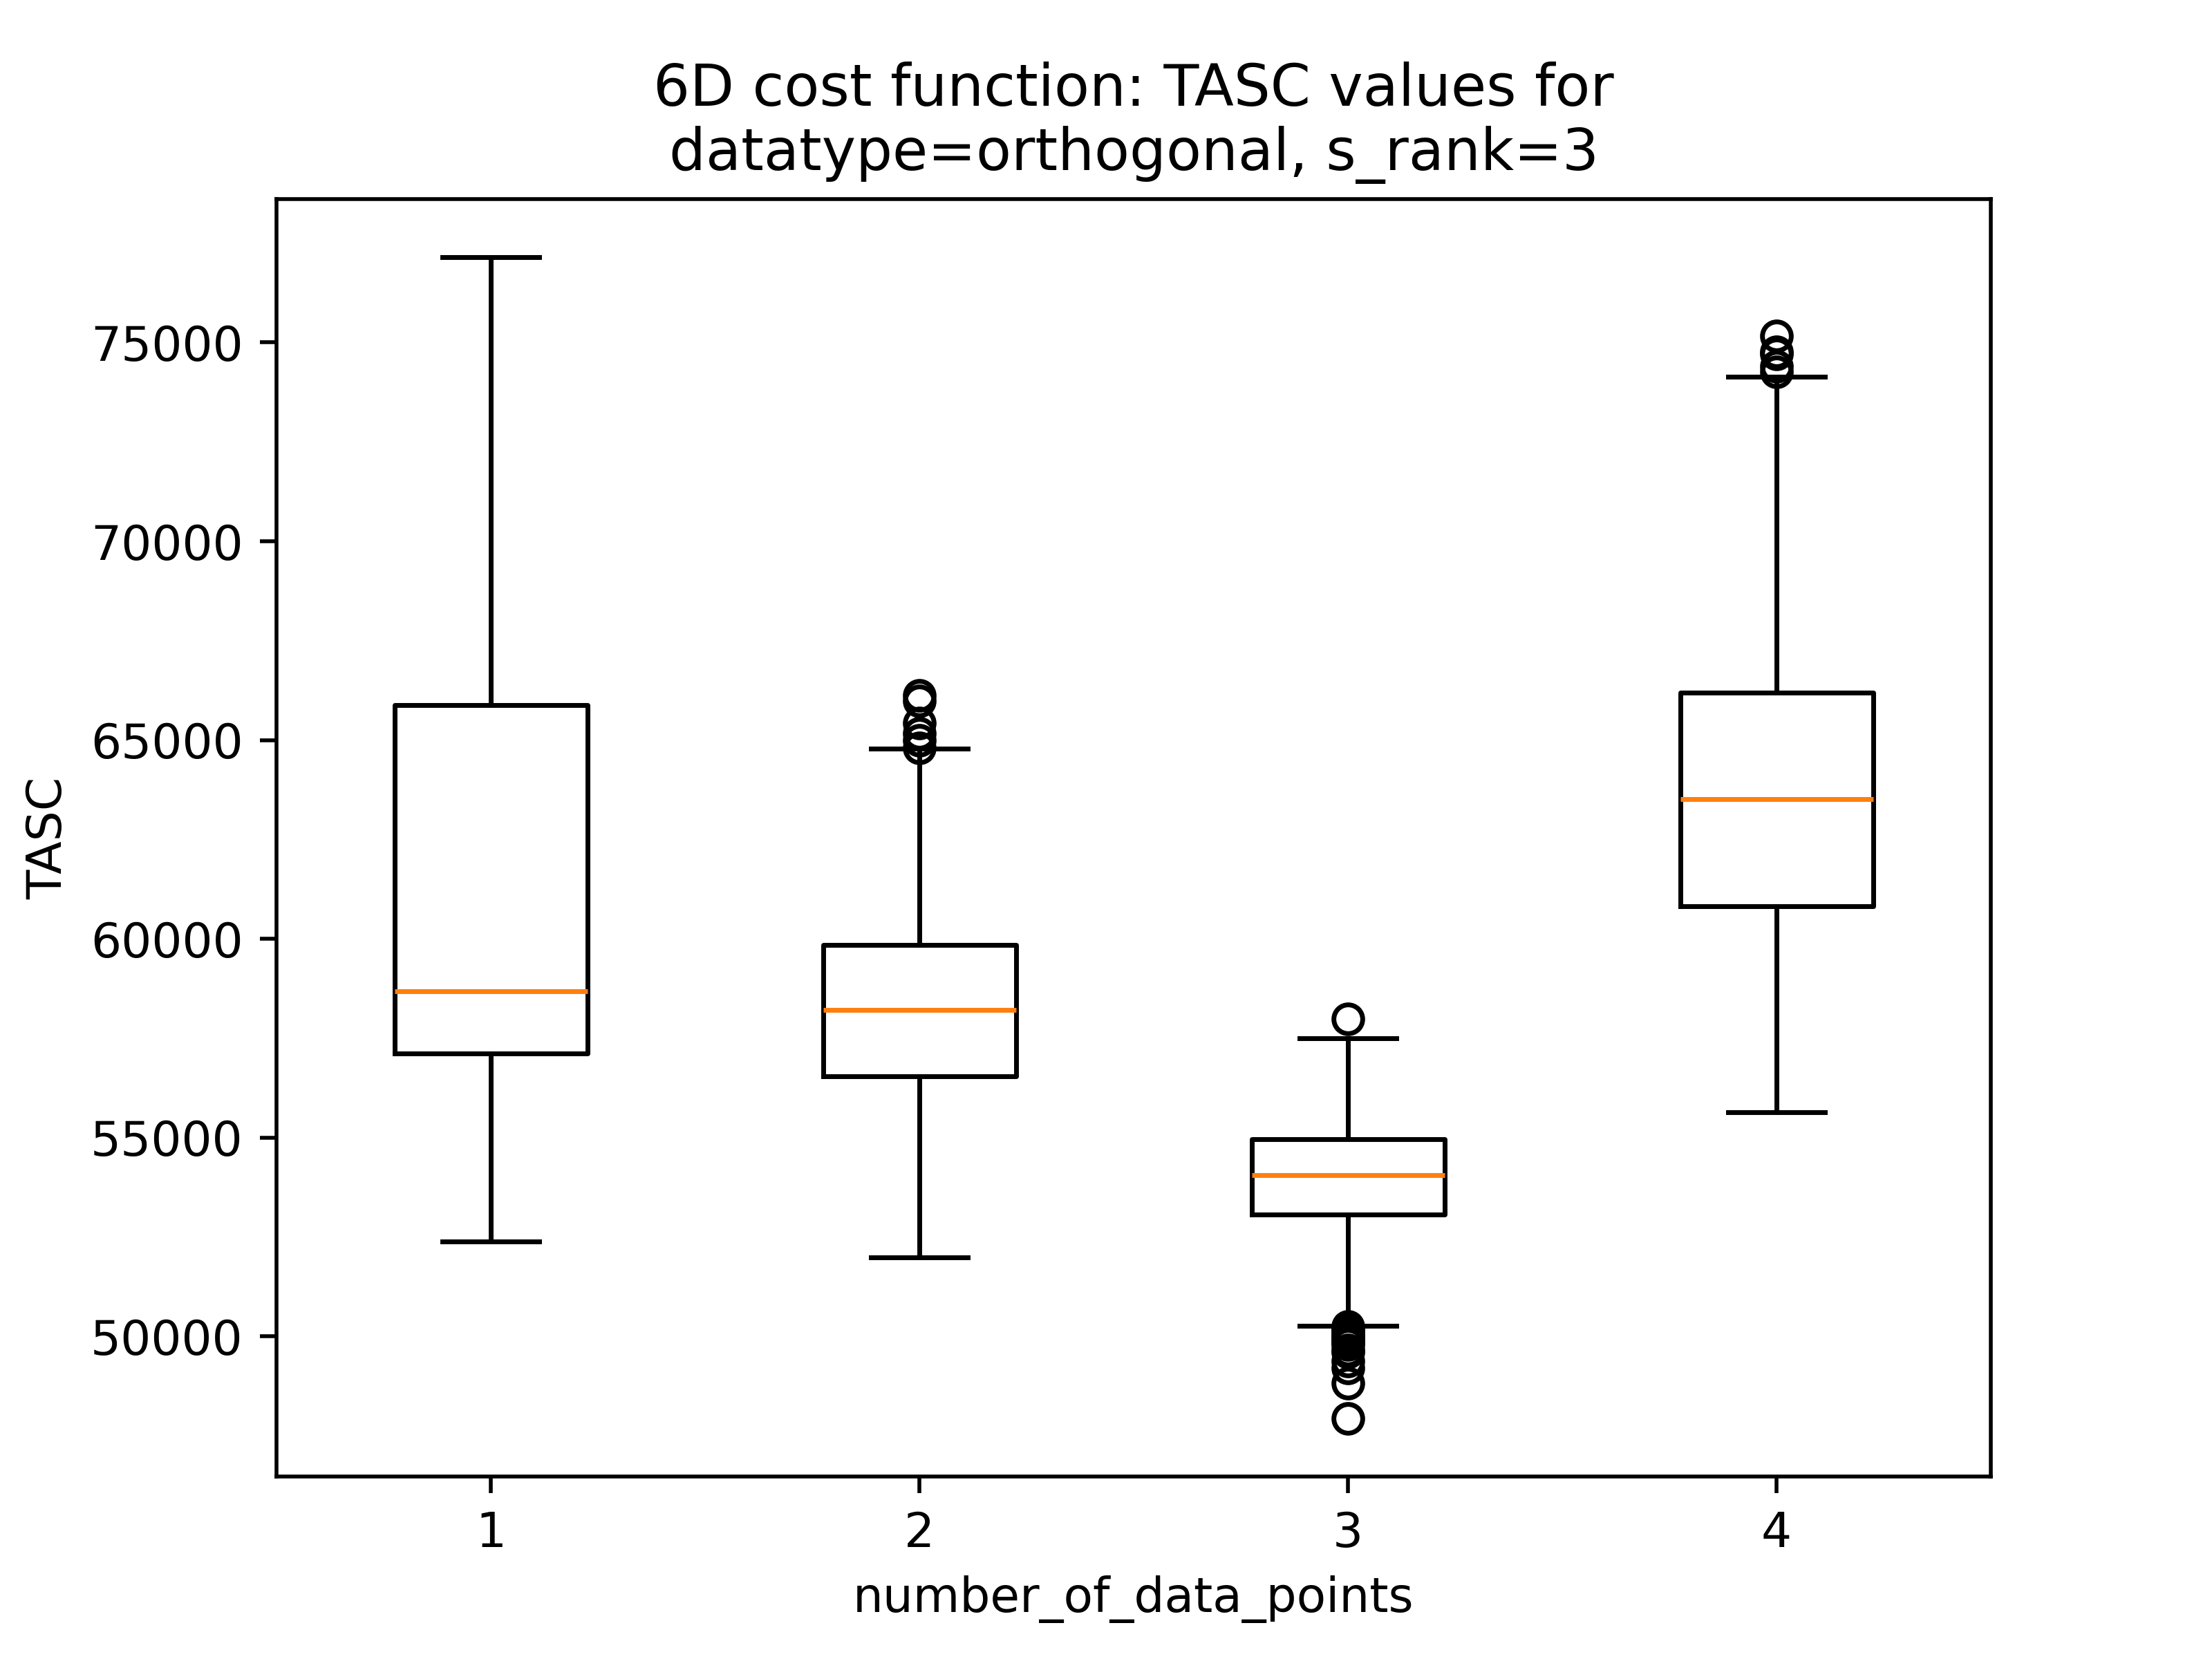 6D cost function: TASC values for
datatype=orthogonal, s_rank=3
75000
70000
65000
60000
55000
50000
TASC
1 2 3 4
number_of_data_points